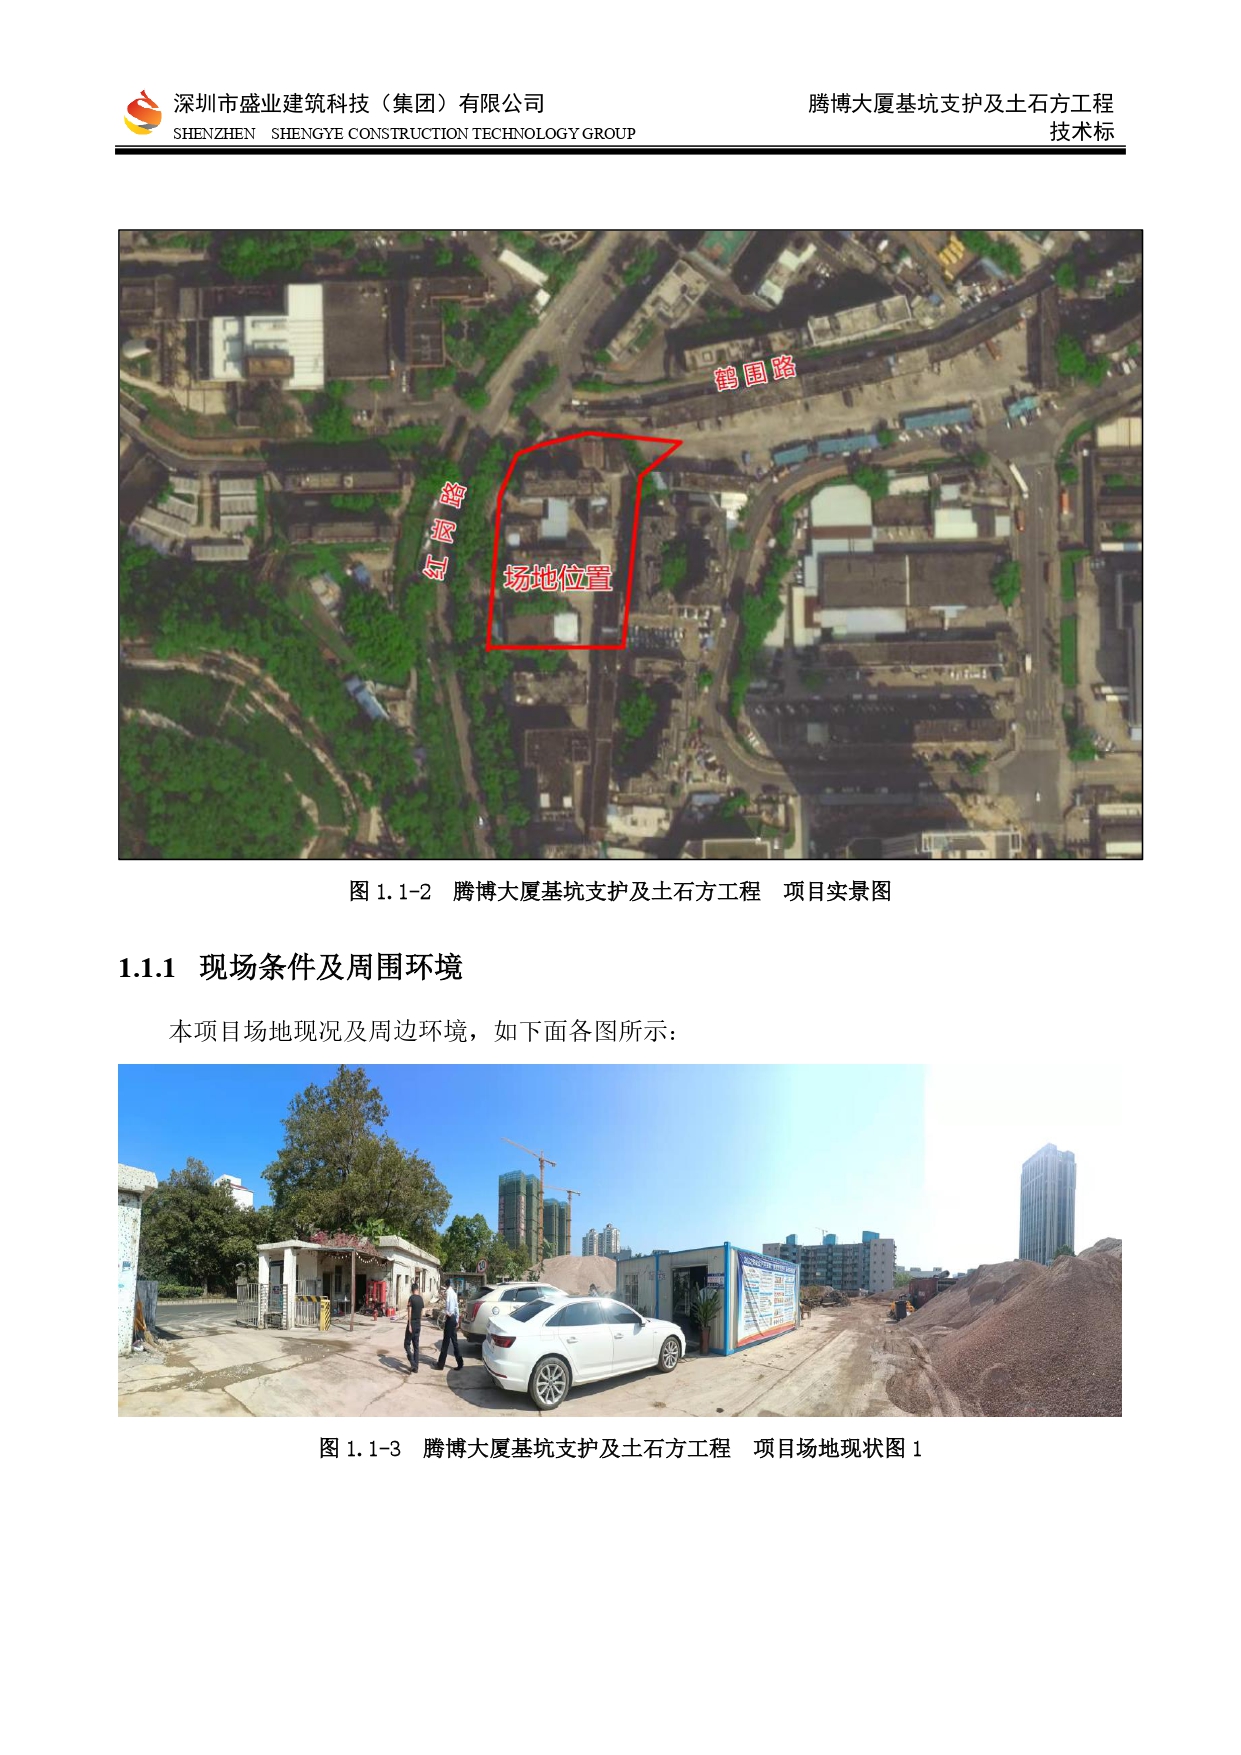 深圳市盛业建筑科技（集团）有限公司
SHENZHEN SHENGYE CONSTRUCTION TECHNOLOGY GROUP
腾博大厦基坑支护及土石方工程
技术标
鹤围路
红岗路
场地位置
图 1.1-2 腾博大厦基坑支护及土石方工程 项目实景图
1.1.1 现场条件及周围环境
本项目场地现况及周边环境，如下面各图所示：
图 1.1-3 腾博大厦基坑支护及土石方工程 项目场地现状图 1